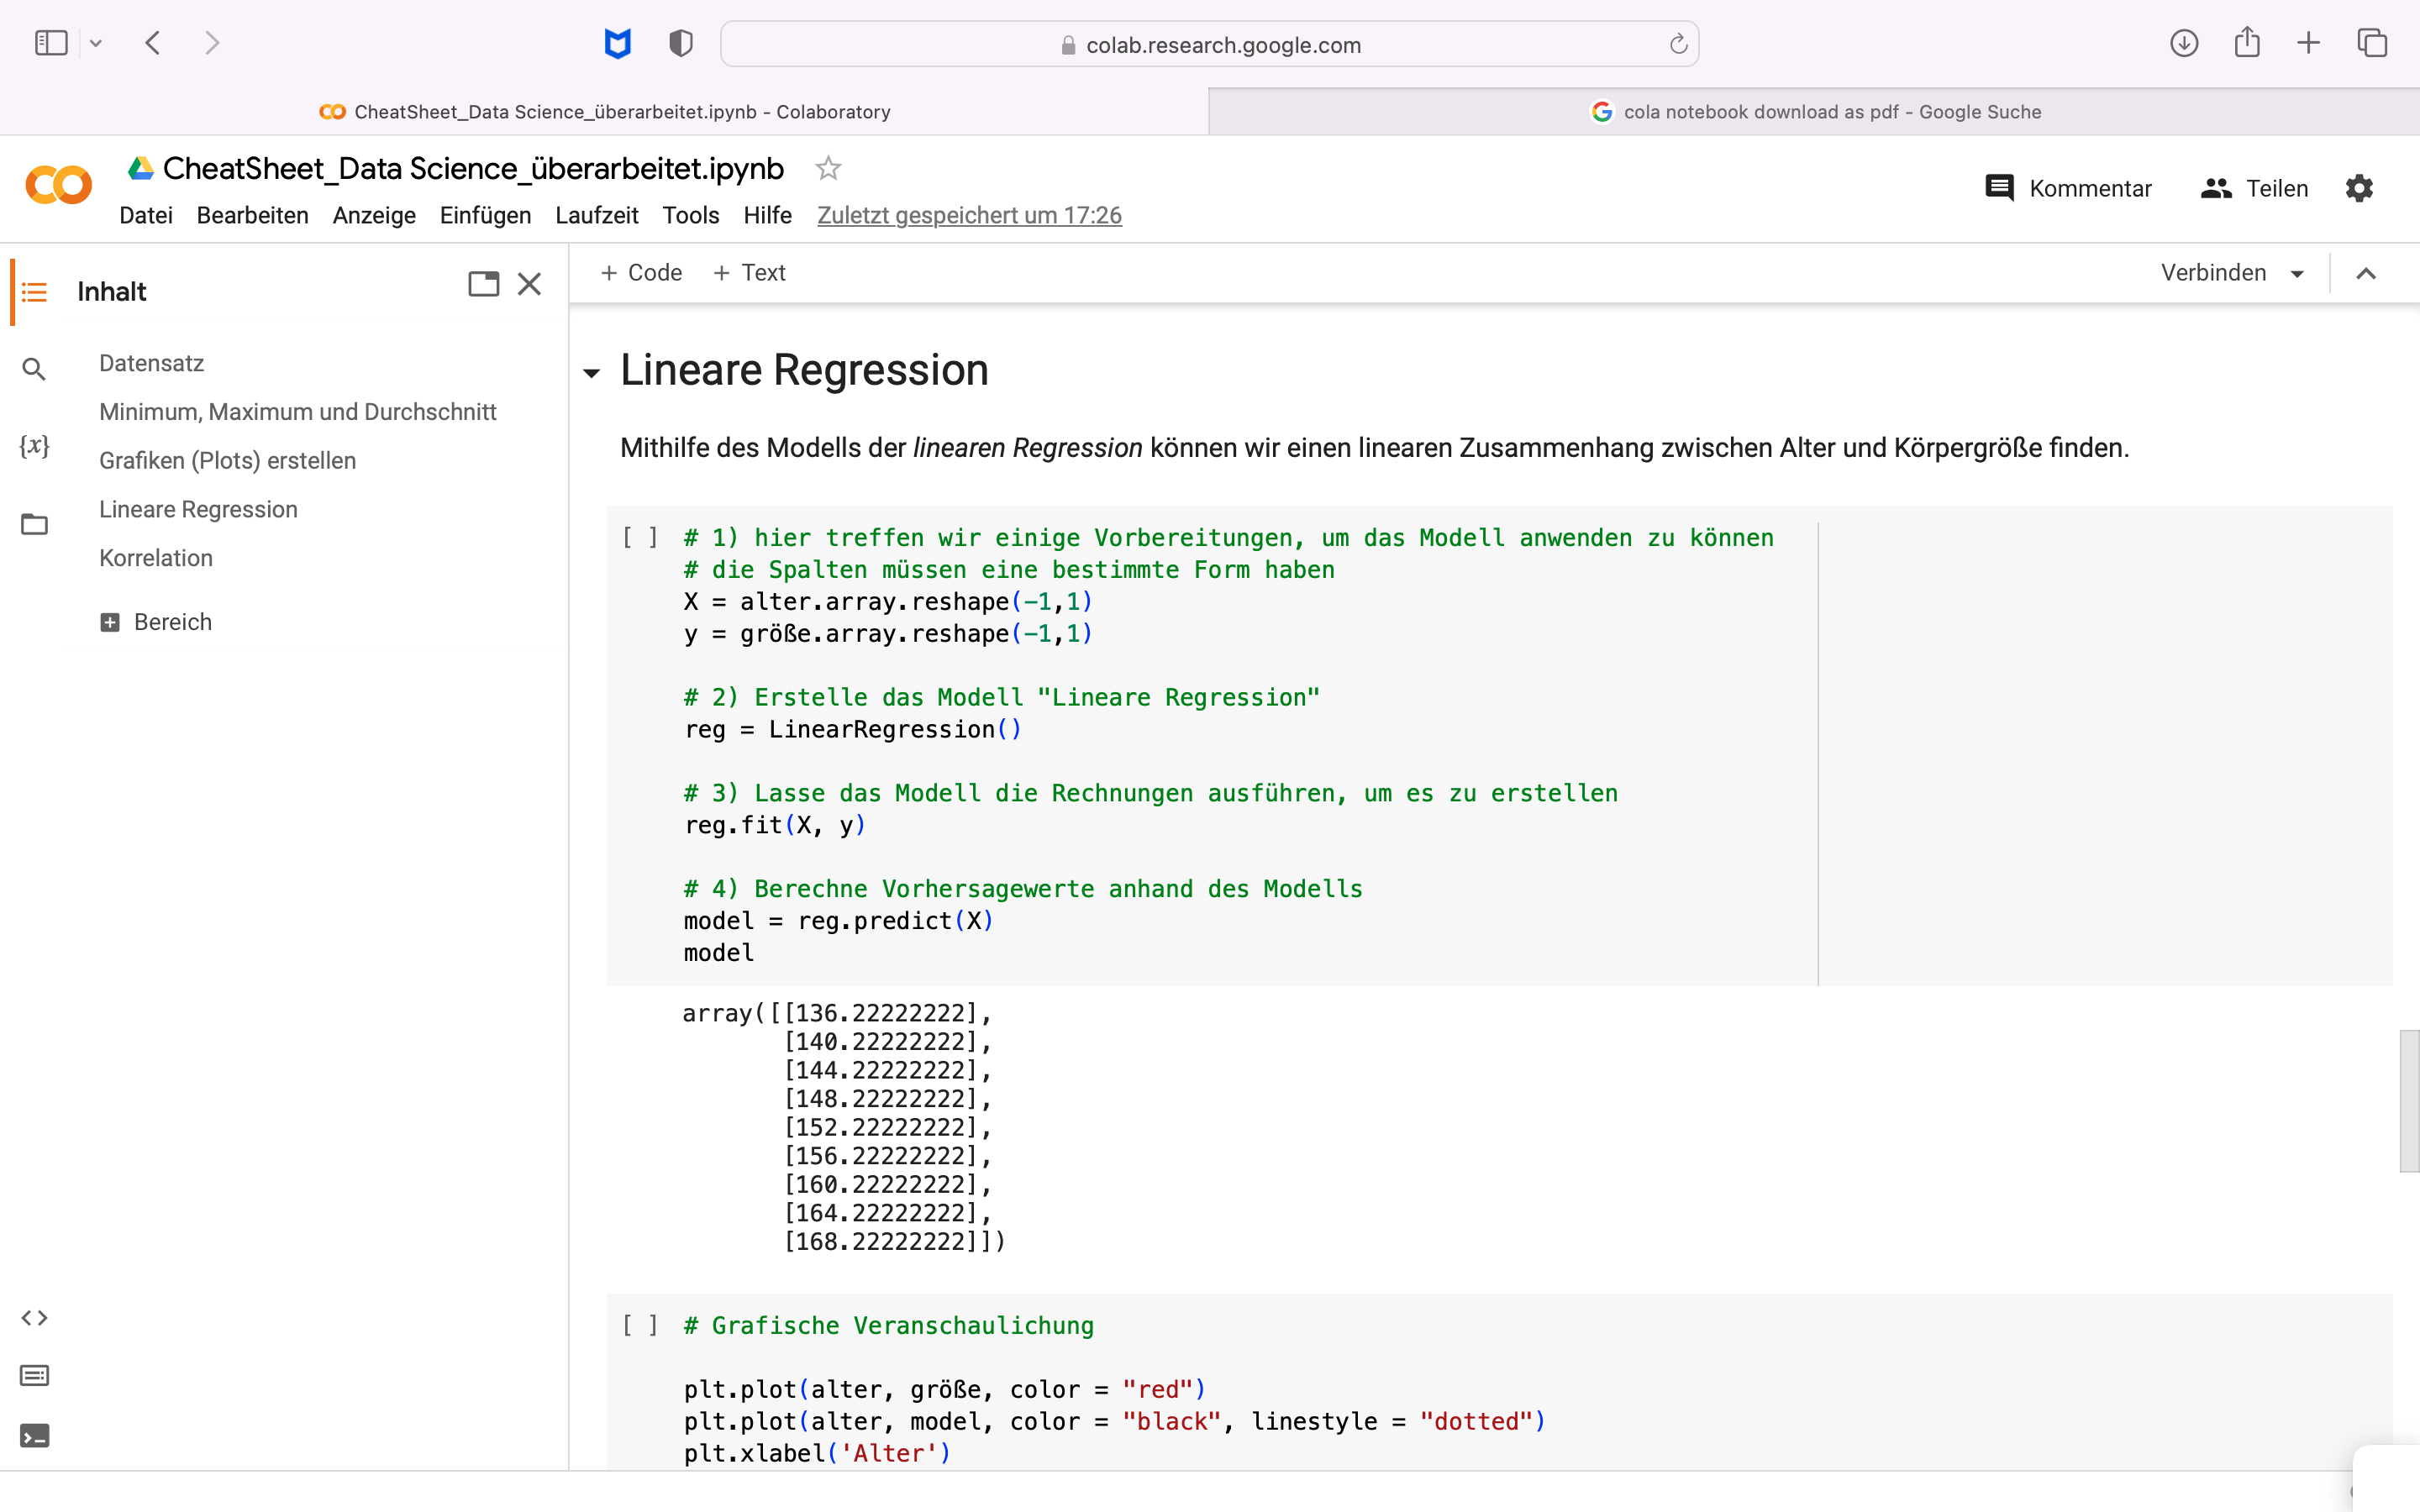 colab.research.google.com
CheatSheet_Data Science_überarbeitet.ipynb - Colaboratory
cola notebook download as pdf - Google Suche
CheatSheet_Data Science_überarbeitet.ipynb
Kommentar
Teilen
Datei Bearbeiten Anzeige Einfügen Laufzeit Tools Hilfe Zuletzt gespeichert um 17:26
Inhalt
+ Code + Text
Verbinden
Datensatz
Minimum, Maximum und Durchschnitt
Grafiken (Plots) erstellen
Lineare Regression
Korrelation
Bereich
{x}
Lineare Regression
Mithilfe des Modells der linearen Regression können wir einen linearen Zusammenhang zwischen Alter und Körpergröße finden.
[ ] # 1) hier treffen wir einige Vorbereitungen, um das Modell anwenden zu können
# die Spalten müssen eine bestimmte Form haben
X = alter.array.reshape(-1,1)
y = größe.array.reshape(-1,1)
# 2) Erstelle das Modell "Lineare Regression"
reg = LinearRegression()
# 3) Lasse das Modell die Rechnungen ausführen, um es zu erstellen
reg.fit(X, y)
# 4) Berechne Vorhersagewerte anhand des Modells
model = reg.predict(X)
model
array([[136.22222222],
[140.22222222],
[144.22222222],
[148.22222222],
[152.22222222],
[156.22222222],
[160.22222222],
[164.22222222],
[168.22222222]])
[ ] # Grafische Veranschaulichung
plt.plot(alter, größe, color = "red")
plt.plot(alter, model, color = "black", linestyle = "dotted")
plt.xlabel('Alter')